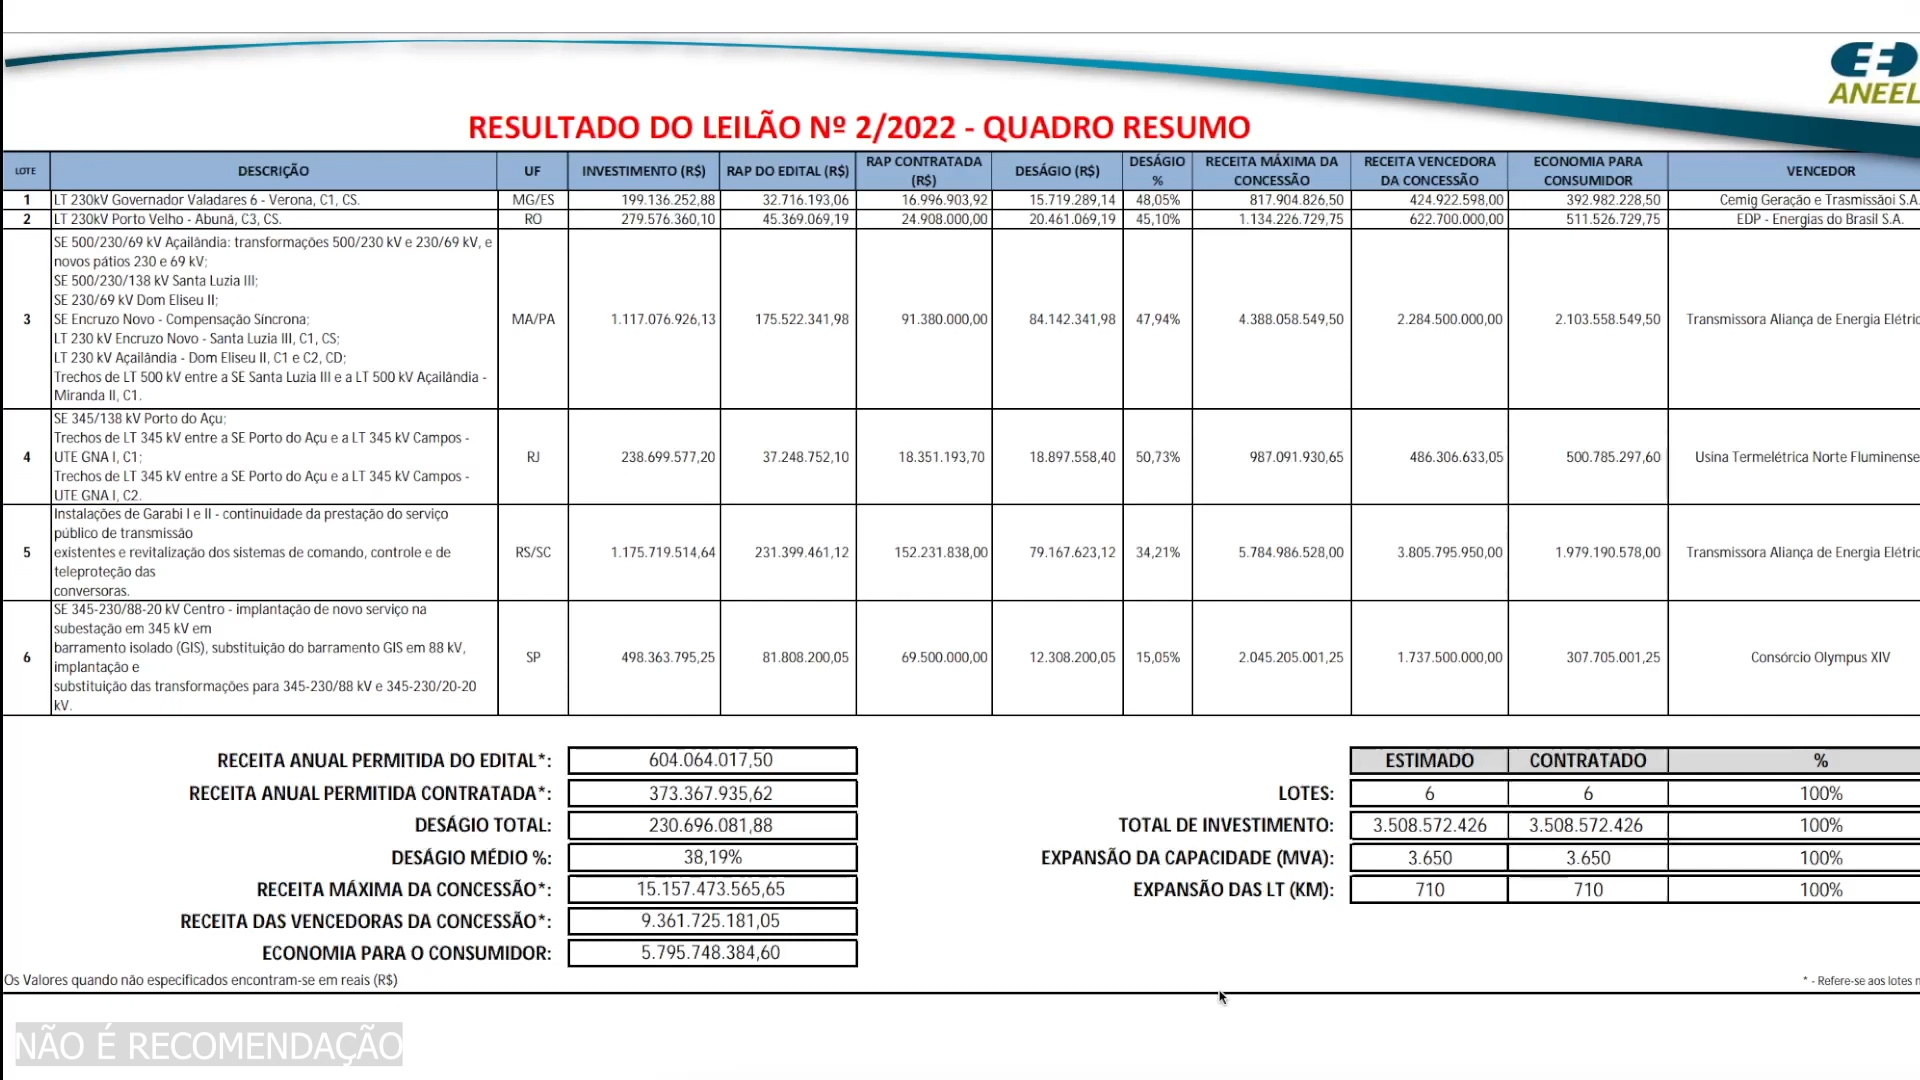 ANEEL
RESULTADO DO LEILÃO Nº 2/2022 - QUADRO RESUMO
LOTE DESCRIÇÃO UF INVESTIMENTO (R$) RAP DO EDITAL (R$) RAP CONTRATADA (R$) DESÁGIO (R$) DESÁGIO % RECEITA MÁXIMA DA CONCESSÃO RECEITA VENCEDORA DA CONCESSÃO ECONOMIA PARA CONSUMIDOR VENCEDOR
1 LT 230kV Governador Valadares 6 - Verona, C1, CS. MG/ES 199.136.252,88 32.716.193,06 16.996.903,92 15.719.289,14 48,05% 817.904.826,50 424.922.598,00 392.982.228,50 Cemig Geração e Trasmissãoi S.A.
2 LT 230kV Porto Velho - Abunã, C3, CS. RO 279.576.360,10 45.369.069,19 24.908.000,00 20.461.069,19 45,10% 1.134.226.729,75 622.700.000,00 511.526.729,75 EDP - Energias do Brasil S.A.
SE 500/230/69 kV Açailândia: transformações 500/230 kV e 230/69 kV, e
novos pátios 230 e 69 kV;
SE 500/230/138 kV Santa Luzia III;
SE 230/69 kV Dom Eliseu II;
3 SE Encruzo Novo - Compensação Síncrona; MA/PA 1.117.076.926,13 175.522.341,98 91.380.000,00 84.142.341,98 47,94% 4.388.058.549,50 2.284.500.000,00 2.103.558.549,50 Transmissora Aliança de Energia Elétric
LT 230 kV Encruzo Novo - Santa Luzia III, C1, CS;
LT 230 kV Açailândia - Dom Eliseu II, C1 e C2, CD;
Trechos de LT 500 kV entre a SE Santa Luzia III e a LT 500 kV Açailândia -
Miranda II, C1.
SE 345/138 kV Porto do Açu;
Trechos de LT 345 kV entre a SE Porto do Açu e a LT 345 kV Campos -
4 UTE GNA I, C1; RJ 238.699.577,20 37.248.752,10 18.351.193,70 18.897.558,40 50,73% 987.091.930,65 486.306.633,05 500.785.297,60 Usina Termelétrica Norte Fluminense
Trechos de LT 345 kV entre a SE Porto do Açu e a LT 345 kV Campos -
UTE GNA I, C2.
Instalações de Garabi I e II - continuidade da prestação do serviço
público de transmissão
5 existentes e revitalização dos sistemas de comando, controle e de RS/SC 1.175.719.514,64 231.399.461,12 152.231.838,00 79.167.623,12 34,21% 5.784.986.528,00 3.805.795.950,00 1.979.190.578,00 Transmissora Aliança de Energia Elétric
teleproteção das
conversoras.
SE 345-230/88-20 kV Centro - implantação de novo serviço na
subestação em 345 kV em
barramento isolado (GIS), substituição do barramento GIS em 88 kV,
6 implantação e SP 498.363.795,25 81.808.200,05 69.500.000,00 12.308.200,05 15,05% 2.045.205.001,25 1.737.500.000,00 307.705.001,25 Consórcio Olympus XIV
substituição das transformações para 345-230/88 kV e 345-230/20-20
kV.
RECEITA ANUAL PERMITIDA DO EDITAL*: 604.064.017,50
RECEITA ANUAL PERMITIDA CONTRATADA*: 373.367.935,62
DESÁGIO TOTAL: 230.696.081,88
DESÁGIO MÉDIO %: 38,19%
RECEITA MÁXIMA DA CONCESSÃO*: 15.157.473.565,65
RECEITA DAS VENCEDORAS DA CONCESSÃO*: 9.361.725.181,05
ECONOMIA PARA O CONSUMIDOR: 5.795.748.384,60
ESTIMADO CONTRATADO %
LOTES: 6 6 100%
TOTAL DE INVESTIMENTO: 3.508.572.426 3.508.572.426 100%
EXPANSÃO DA CAPACIDADE (MVA): 3.650 3.650 100%
EXPANSÃO DAS LT (KM): 710 710 100%
Os Valores quando não especificados encontram-se em reais (R$)
* - Refere-se aos lotes n
NÃO É RECOMENDAÇÃO